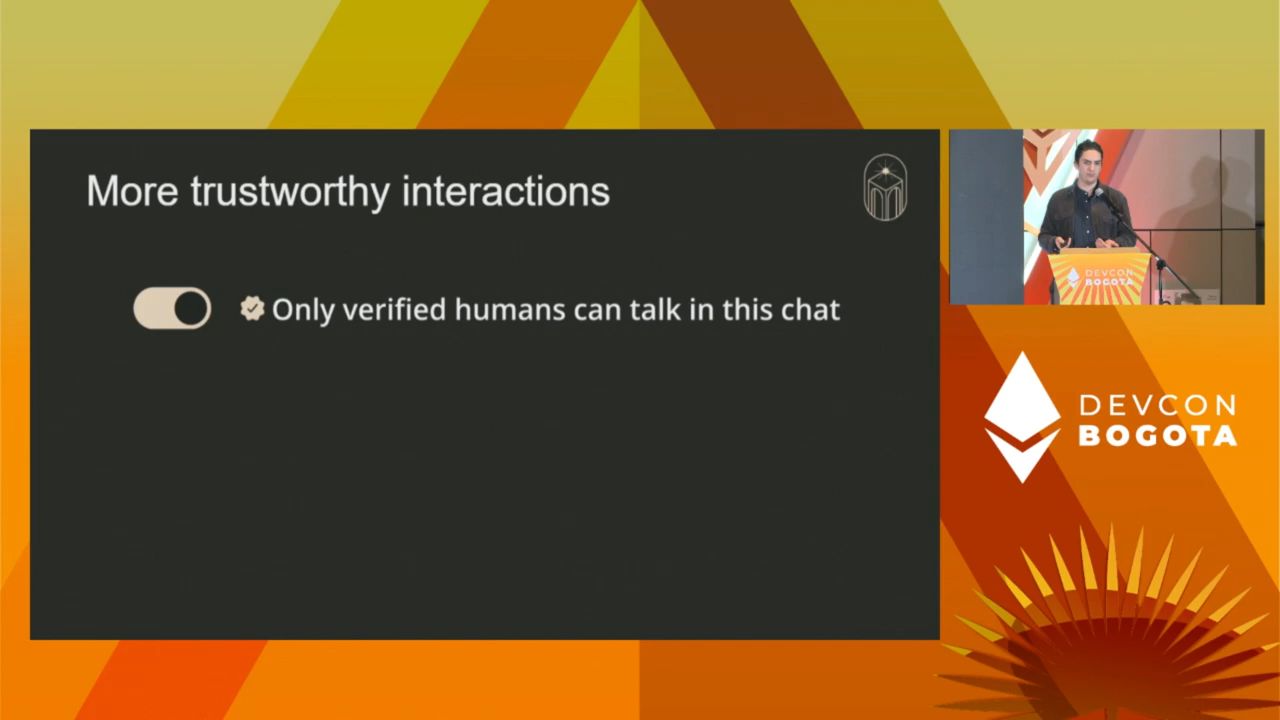 More trustworthy interactions
Only verified humans can talk in this chat
DEVCON
BOGOTA
DEVCON
BOGOTA